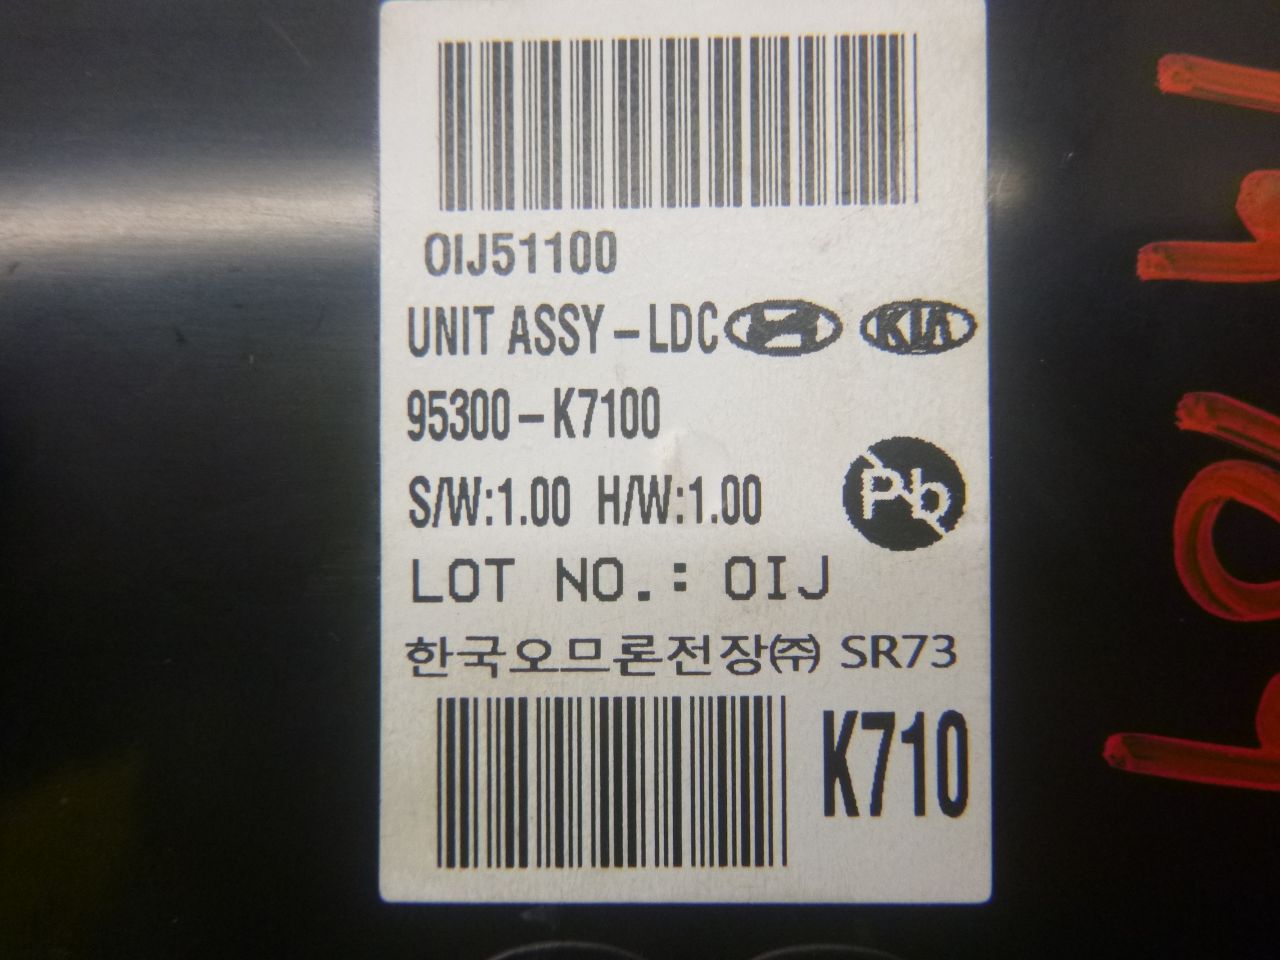 OIJ51100
UNIT ASSY-LDC
KIA
95300-K7100
S/W:1.00 H/W:1.00
Pb
LOT NO.: OIJ
한국오므론전장㈜ SR73
K710